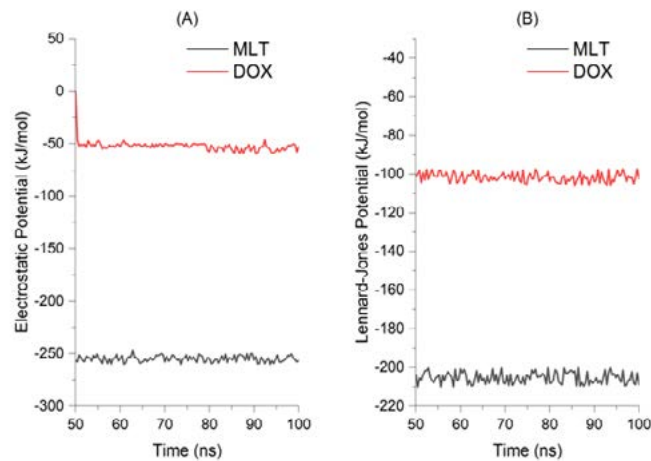 (A)
MLT
DOX
Electrostatic Potential (kJ/mol)
50
0
-50
-100
-150
-200
-250
-300
50 60 70 80 90 100
Time (ns)
(B)
MLT
DOX
Lennard-Jones Potential (kJ/mol)
-40
-60
-80
-100
-120
-140
-160
-180
-200
-220
50 60 70 80 90 100
Time (ns)